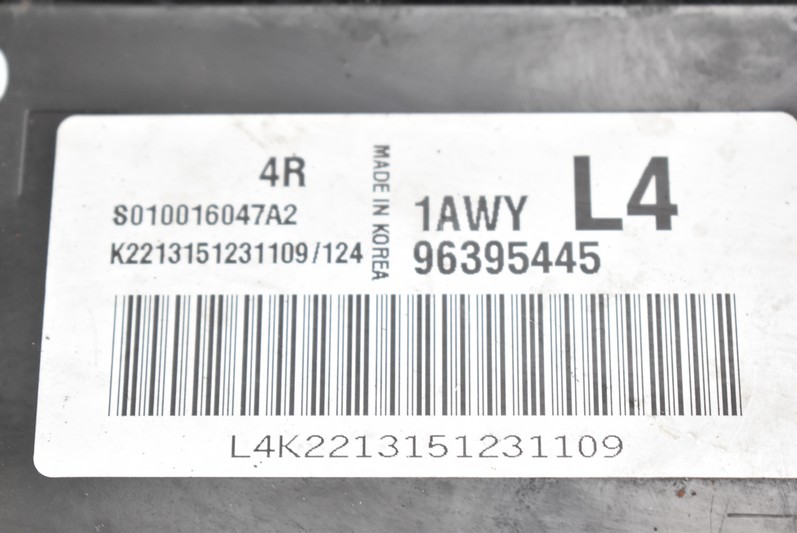 4R
S010016047A2
K2213151231109/124
MADE IN KOREA
1AWY L4
96395445
L4K2213151231109